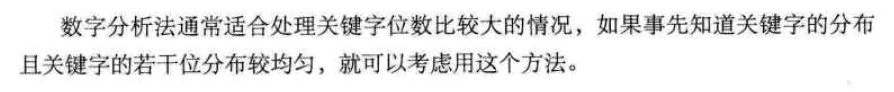 数字分析法通常适合处理关键字位数比较大的情况，如果事先知道关键字的分布
且关键字的若干位分布较均匀，就可以考虑用这个方法。